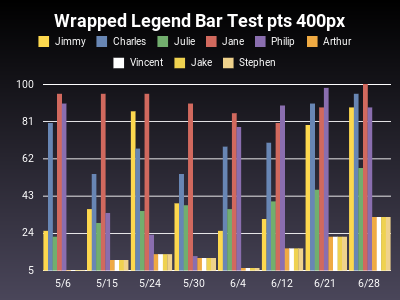 Wrapped Legend Bar Test pts 400px
Jimmy Charles Julie Jane Philip Arthur
Vincent Jake Stephen
100
81
62
43
24
5
5/6 5/15 5/24 5/30 6/4 6/12 6/21 6/28